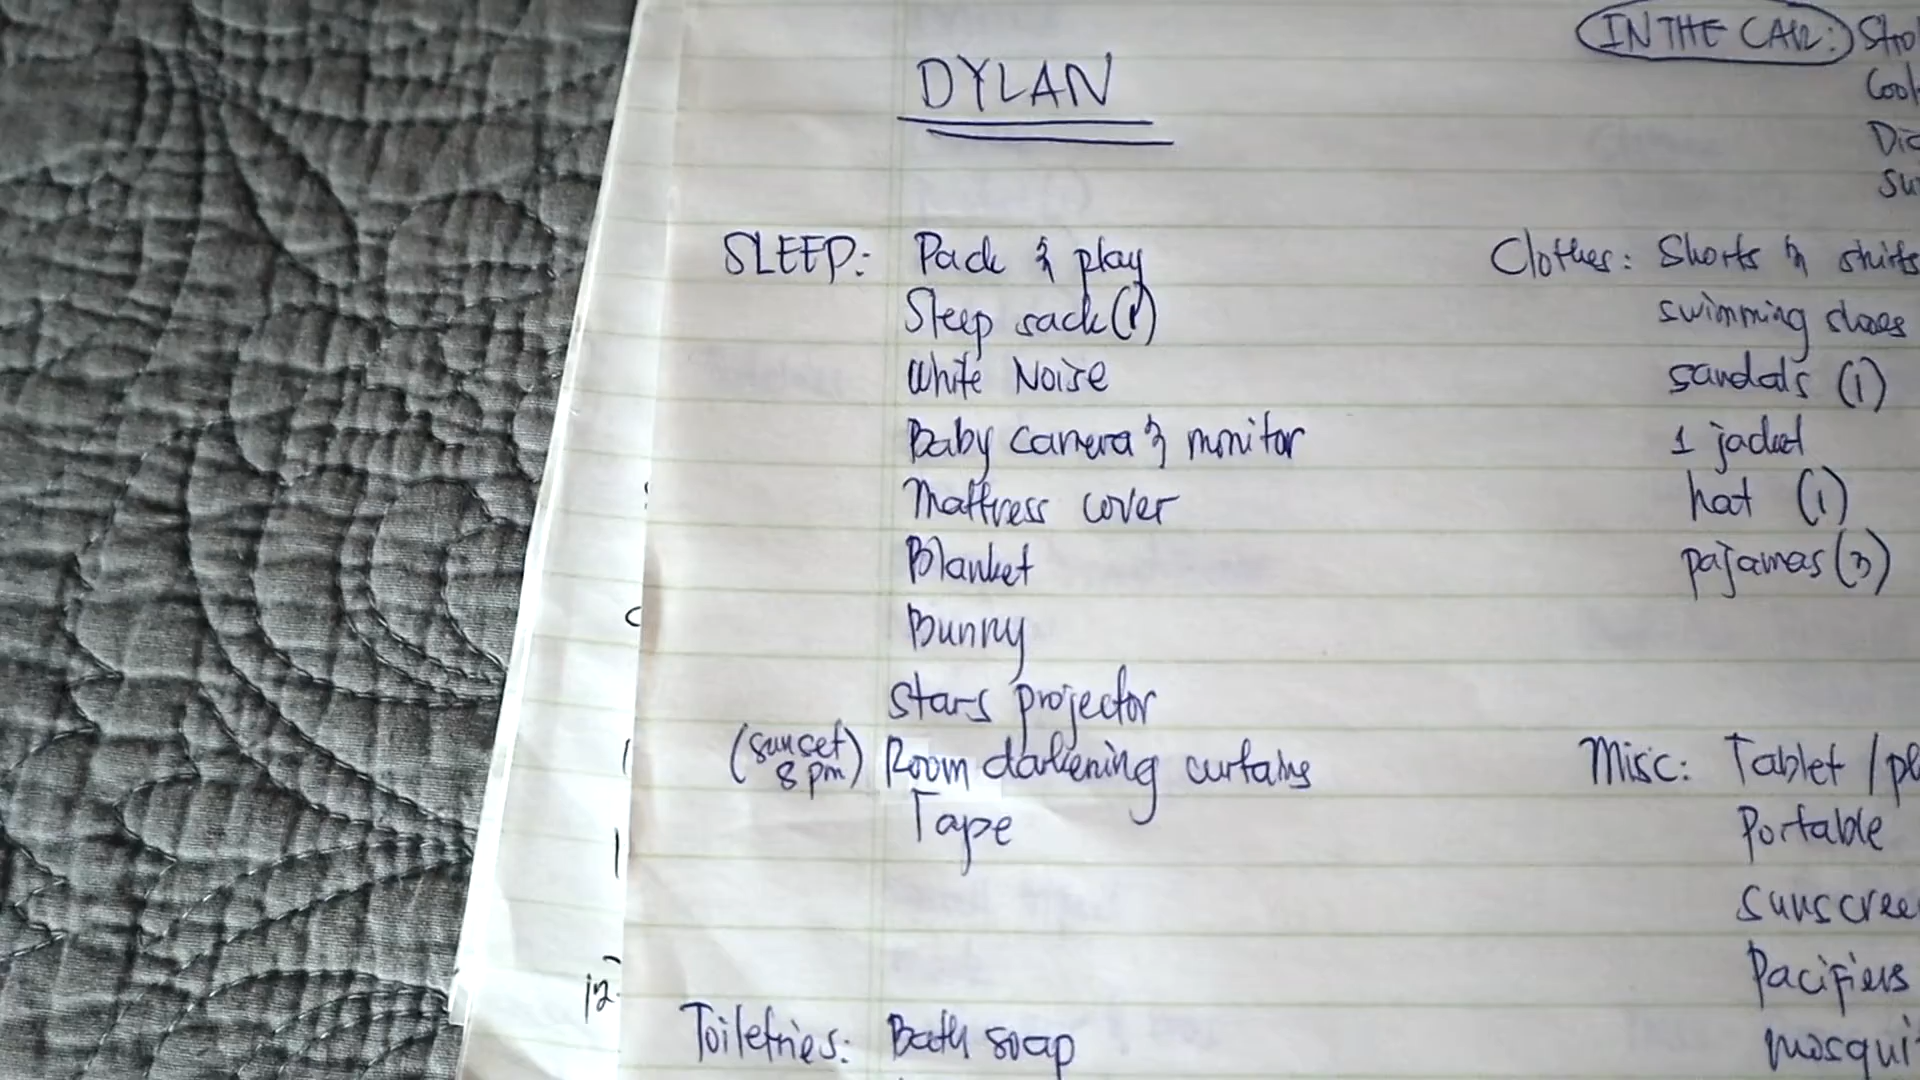 DYLAN
SLEEP: Pack & play
Sleep sack (1)
White Noise
Baby camera & monitor
Mattress cover
Blanket
Bunny
Stars projector
(sunset 8 pm) Room darkening curtains
Tape
Toiletries: Bath soap
IN THE CAR:
Clothes: Shorts & shirts
swimming shoes
sandals (1)
1 jacket
hat (1)
pajamas (3)
Misc: Tablet /
Portable
Pacifiers